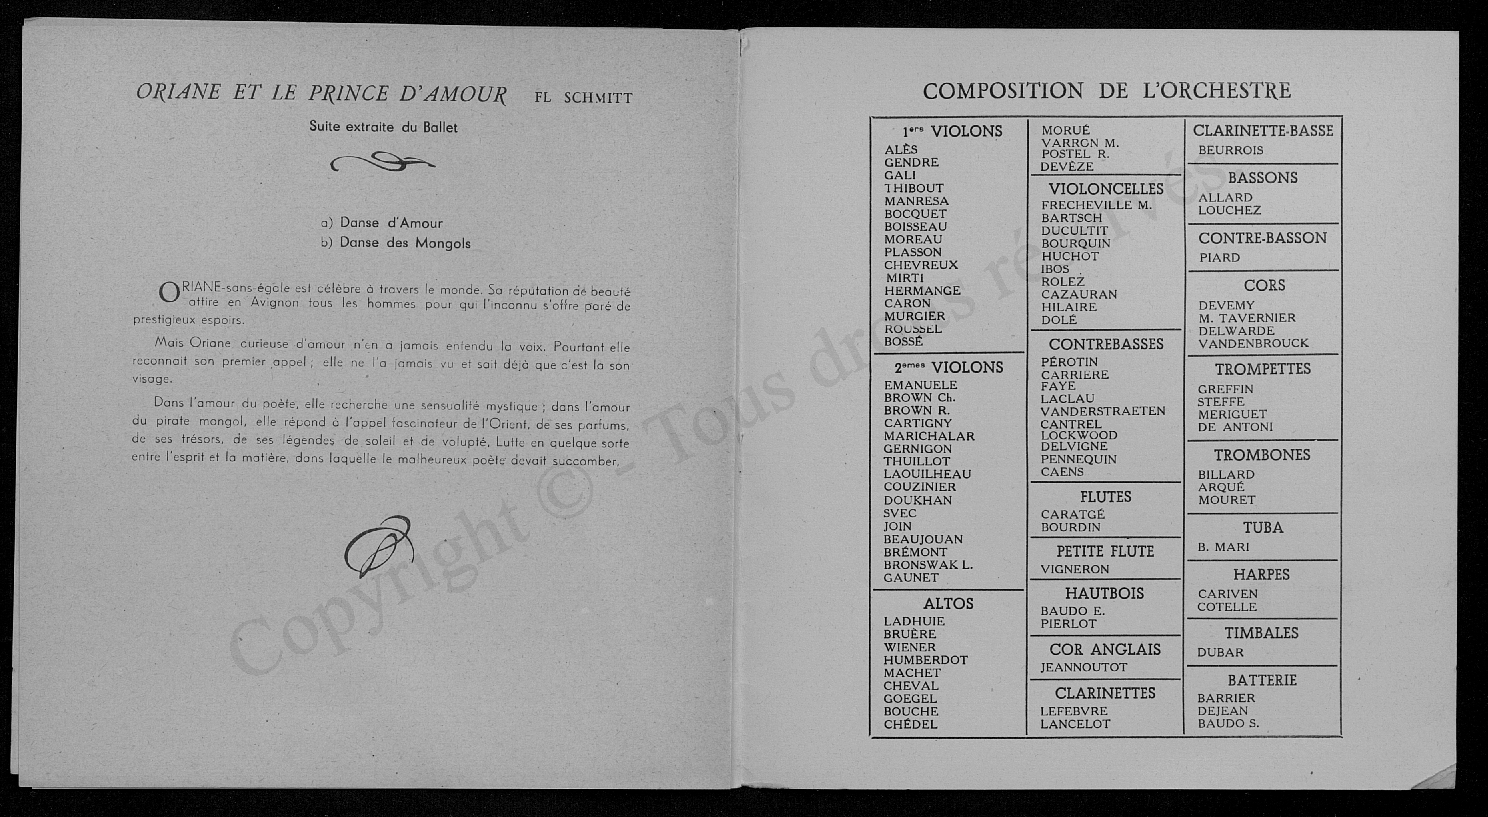 ORIANE ET LE PRINCE D'AMOUR FL SCHMITT
Suite extraite du Ballet
a) Danse d'Amour
b) Danse des Mongols
ORIANE-sans-égale est célèbre à travers le monde. Sa réputation de beauté
attire en Avignon tous les hommes pour qui l'inconnu s'offre paré de
prestigieux espoirs.
Mais Oriane, curieuse d'amour n'en a jamais entendu la voix. Pourtant elle
reconnait son premier appel ; elle ne l'a jamais vu et sait déjà que c'est là son
visage.
Dans l'amour du poète, elle recherche une sensualité mystique ; dans l'amour
du pirate mongol, elle répond à l'appel fascinateur de l'Orient, de ses parfums,
de ses trésors, de ses légendes de soleil et de volupté. Lutte en quelque sorte
entre l'esprit et la matière, dans laquelle le malheureux poète devait succomber.
COMPOSITION DE L'ORCHESTRE
1ers VIOLONS
ALÈS
GENDRE
GALI
THIBOUT
MANRESA
BOCQUET
BOISSEAU
MOREAU
PLASSON
CHEVREUX
MIRTI
HERMANGE
CARON
MURGIER
ROUSSEL
BOSSÉ
2emes VIOLONS
EMANUELE
BROWN Ch.
BROWN R.
CARTIGNY
MARICHALAR
GERNIGON
THUILLOT
LAOUILHEAU
COUZINIER
DOUKHAN
SVEC
JOIN
BEAUJOUAN
BRÉMONT
BRONSWAK L.
GAUNET
ALTOS
LADHUIE
BRUÈRE
WIENER
HUMBERDOT
MACHET
CHEVAL
GOEGEL
BOUCHE
CHÉDEL
MORUÉ
VARRON M.
POSTEL R.
DEVÈZE
VIOLONCELLES
FRECHEVILLE M.
BARTSCH
DUCULTIT
BOURQUIN
HUCHOT
IBOS
ROLEZ
CAZAURAN
HILAIRE
DOLÉ
CONTREBASSES
PÉROTIN
CARRIERE
FAYE
LACLAU
VANDERSTRAETEN
CANTREL
LOCKWOOD
DELVIGNE
PENNEQUIN
CAENS
FLUTES
CARATGÉ
BOURDIN
PETITE FLUTE
VIGNERON
HAUTBOIS
BAUDO E.
PIERLOT
COR ANGLAIS
JEANNOUTOT
CLARINETTES
LEFEBVRE
LANCELOT
CLARINETTE-BASSE
BEURROIS
BASSONS
ALLARD
LOUCHEZ
CONTRE-BASSON
PIARD
CORS
DEVEMY
M. TAVERNIER
DELWARDE
VANDENBROUCK
TROMPETTES
GREFFIN
STEFFE
MERIGUET
DE ANTONI
TROMBONES
BILLARD
ARQUÉ
MOURET
TUBA
B. MARI
HARPES
CARIVEN
COTELLE
TIMBALES
DUBAR
BATTERIE
BARRIER
DEJEAN
BAUDO S.
Copyright © - Tous droits réservés